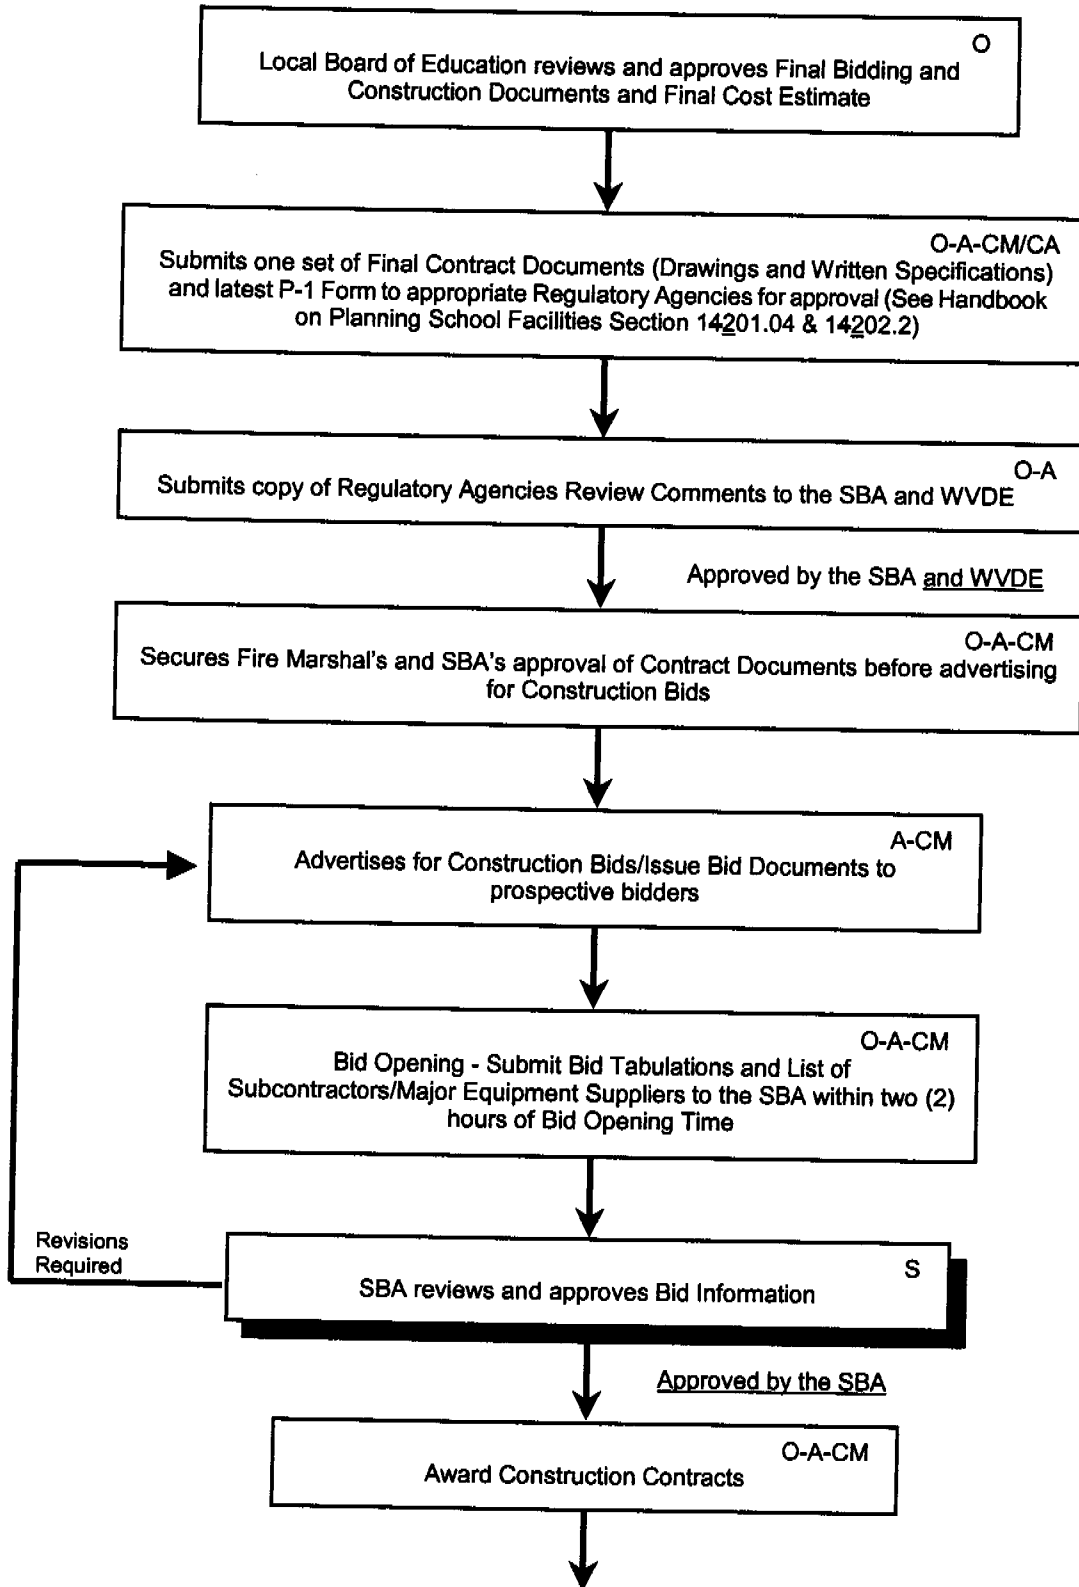 O
Local Board of Education reviews and approves Final Bidding and
Construction Documents and Final Cost Estimate
O-A-CM/CA
Submits one set of Final Contract Documents (Drawings and Written Specifications)
and latest P-1 Form to appropriate Regulatory Agencies for approval (See Handbook
on Planning School Facilities Section 14201.04 & 14202.2)
O-A
Submits copy of Regulatory Agencies Review Comments to the SBA and WVDE
Approved by the SBA and WVDE
O-A-CM
Secures Fire Marshal's and SBA's approval of Contract Documents before advertising
for Construction Bids
A-CM
Advertises for Construction Bids/Issue Bid Documents to
prospective bidders
O-A-CM
Bid Opening - Submit Bid Tabulations and List of
Subcontractors/Major Equipment Suppliers to the SBA within two (2)
hours of Bid Opening Time
Revisions
Required
S
SBA reviews and approves Bid Information
Approved by the SBA
O-A-CM
Award Construction Contracts